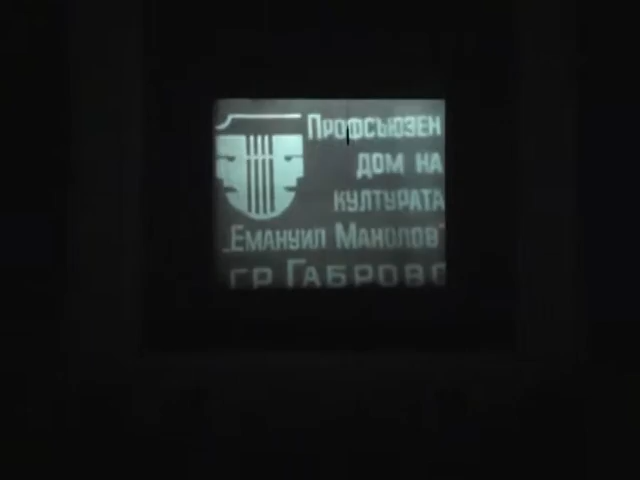 Профсъюзен
дом на
културата
„Емануил Манолов"
гр Габрово